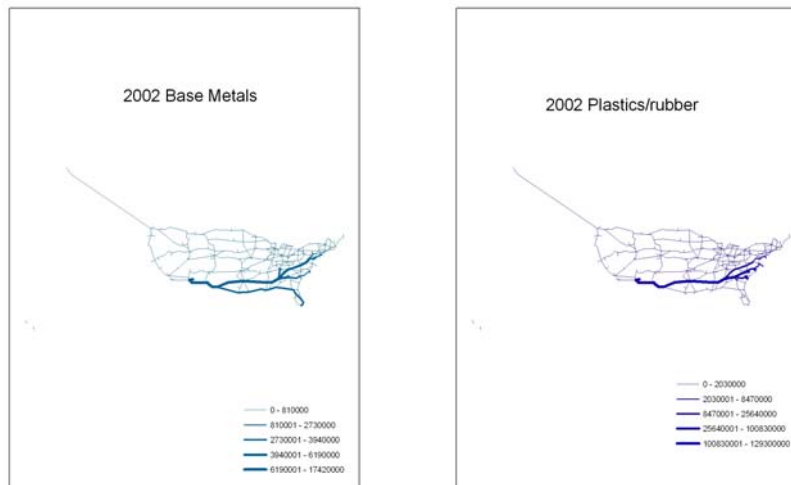 2002 Base Metals
0 - 810000
810001 - 2730000
2730001 - 3940000
3940001 - 6190000
6190001 - 17420000
2002 Plastics/rubber
0 - 2030000
2030001 - 8470000
8470001 - 25640000
25640001 - 100830000
100830001 - 129300000